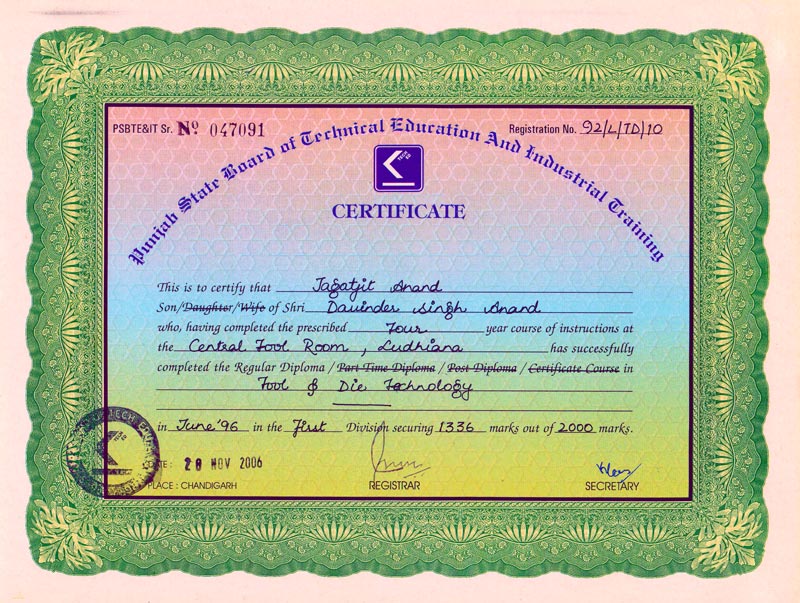 PSBTE&IT Sr. Nº 047091
Registration No. 92/L/TD/10
Punjab State Board of Technical Education And Industrial Training
CERTIFICATE
This is to certify that Jagatjit Anand
Son/Daughter/Wife of Shri Davinder Singh Anand
who, having completed the prescribed Four year course of instructions at
the Central Tool Room, Ludhiana has successfully
completed the Regular Diploma / Part Time Diploma / Post Diploma / Certificate Course in
Tool & Die Technology
in June'96 in the First Division securing 1336 marks out of 2000 marks.
DATE : 28 NOV 2006
PLACE : CHANDIGARH
REGISTRAR
SECRETARY